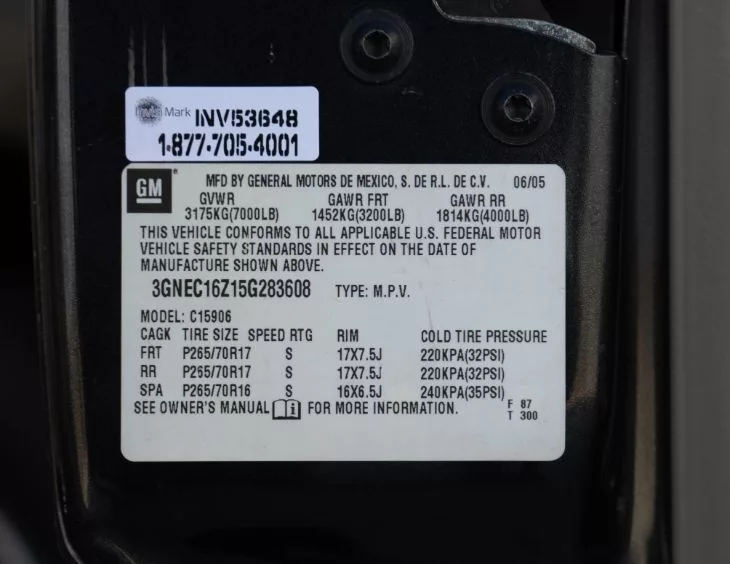 Mark INV53648
1-877-705-4001
GM
MFD BY GENERAL MOTORS DE MEXICO, S. DE R.L. DE C.V. 06/05
GVWR GAWR FRT GAWR RR
3175KG(7000LB) 1452KG(3200LB) 1814KG(4000LB)
THIS VEHICLE CONFORMS TO ALL APPLICABLE U.S. FEDERAL MOTOR
VEHICLE SAFETY STANDARDS IN EFFECT ON THE DATE OF
MANUFACTURE SHOWN ABOVE.
3GNEC16Z15G283608 TYPE: M.P.V.
MODEL: C15906
CAGK TIRE SIZE SPEED RTG RIM COLD TIRE PRESSURE
FRT P265/70R17 S 17X7.5J 220KPA(32PSI)
RR P265/70R17 S 17X7.5J 220KPA(32PSI)
SPA P265/70R16 S 16X6.5J 240KPA(35PSI)
SEE OWNER'S MANUAL FOR MORE INFORMATION. F 87
T 300